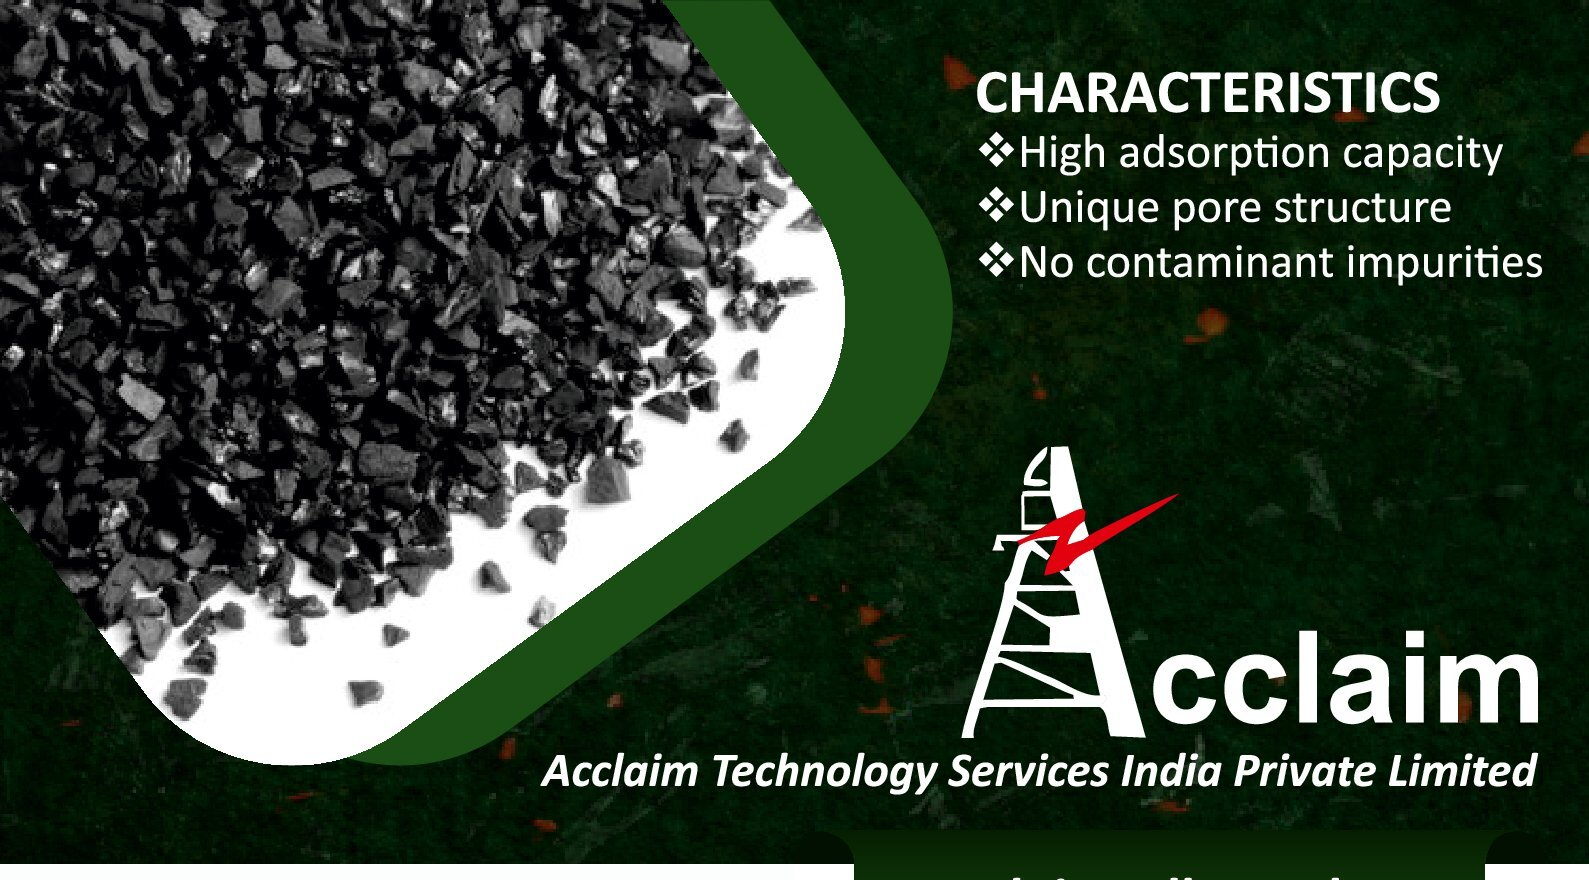 CHARACTERISTICS
❖High adsorption capacity
❖Unique pore structure
❖No contaminant impurities
Acclaim
Acclaim Technology Services India Private Limited